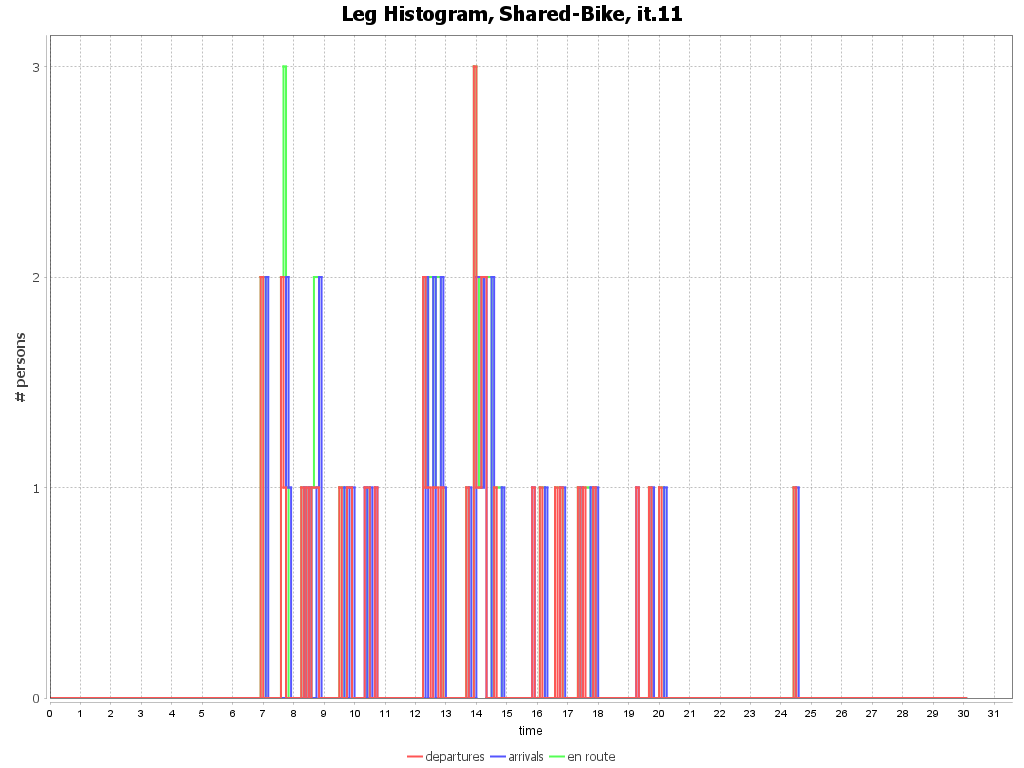 Leg Histogram, Shared-Bike, it.11
# persons
3
2
1
0
0 1 2 3 4 5 6 7 8 9 10 11 12 13 14 15 16 17 18 19 20 21 22 23 24 25 26 27 28 29 30 31
time
departures arrivals en route